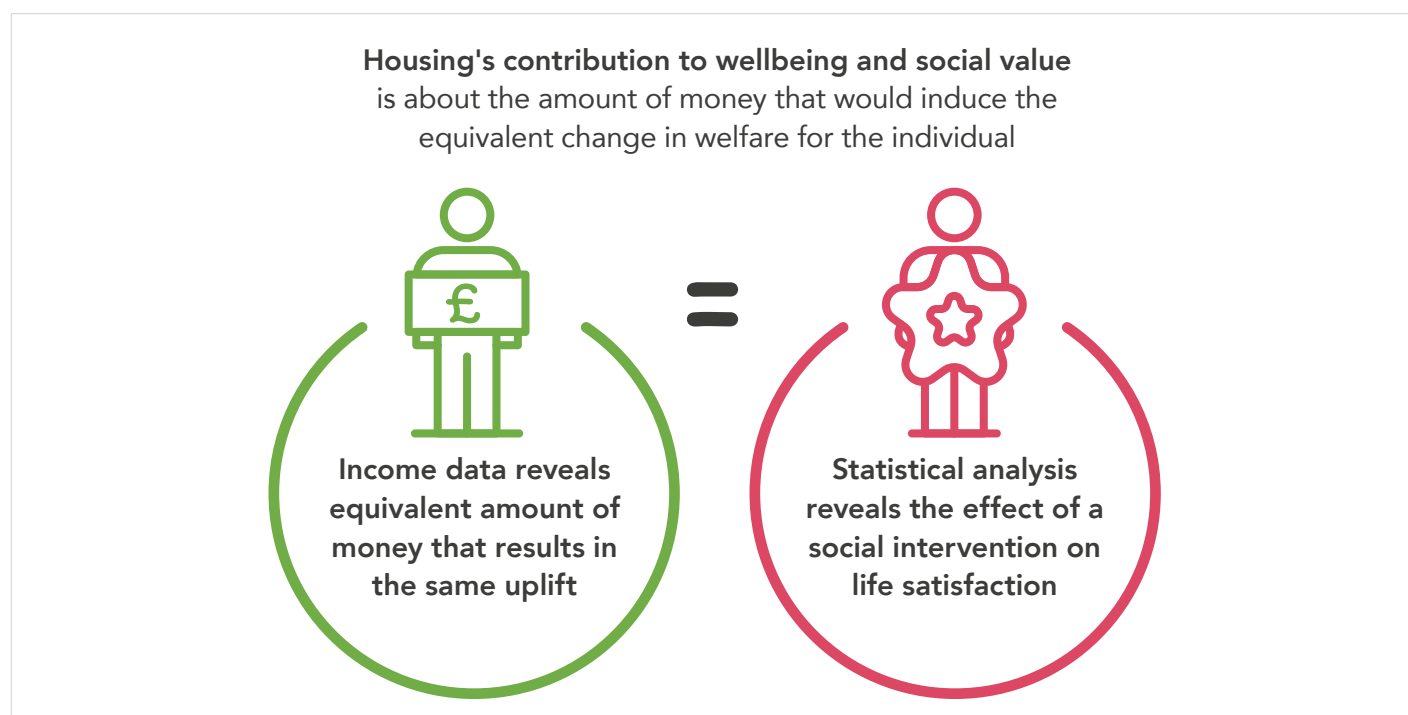 Housing's contribution to wellbeing and social value
is about the amount of money that would induce the
equivalent change in welfare for the individual
£
=
Income data reveals
equivalent amount of
money that results in
the same uplift
Statistical analysis
reveals the effect of a
social intervention on
life satisfaction